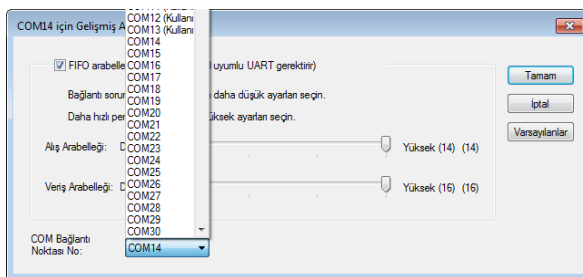 COM14 için Gelişmiş A
COM12 (Kullanı
COM13 (Kullanı
COM14
COM15
COM16
COM17
COM18
COM19
COM20
COM21
COM22
COM23
COM24
COM25
COM26
COM27
COM28
COM29
COM30
FIFO arabelle
uyumlu UART gerektirir)
Bağlantı sorur
daha düşük ayarları seçin.
Daha hızlı per
üksek ayarları seçin.
Alış Arabelleği: D
Yüksek (14) (14)
Veriş Arabelleği: D
Yüksek (16) (16)
COM Bağlantı
Noktası No:
COM14
Tamam
İptal
Varsayılanlar